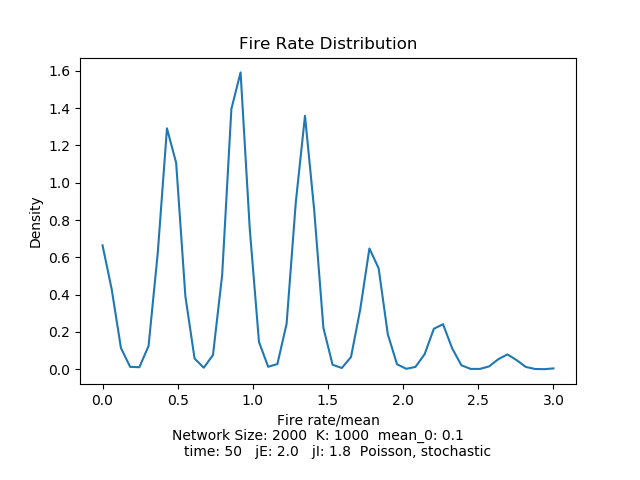 Fire Rate Distribution
1.6
1.4
1.2
1.0
0.8
0.6
0.4
0.2
0.0
Density
0.0 0.5 1.0 1.5 2.0 2.5 3.0
Fire rate/mean
Network Size: 2000 K: 1000 mean_0: 0.1
time: 50 jE: 2.0 jI: 1.8 Poisson, stochastic